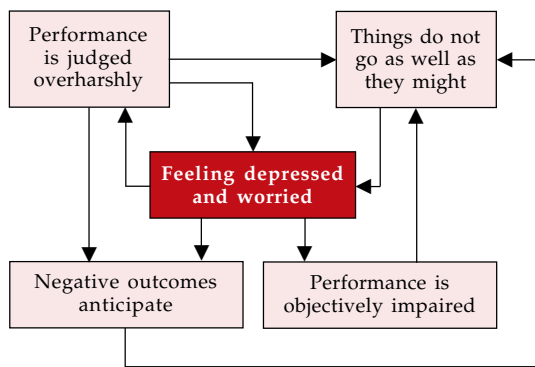 Performance
is judged
overharshly
Things do not
go as well as
they might
Feeling depressed
and worried
Negative outcomes
anticipate
Performance is
objectively impaired